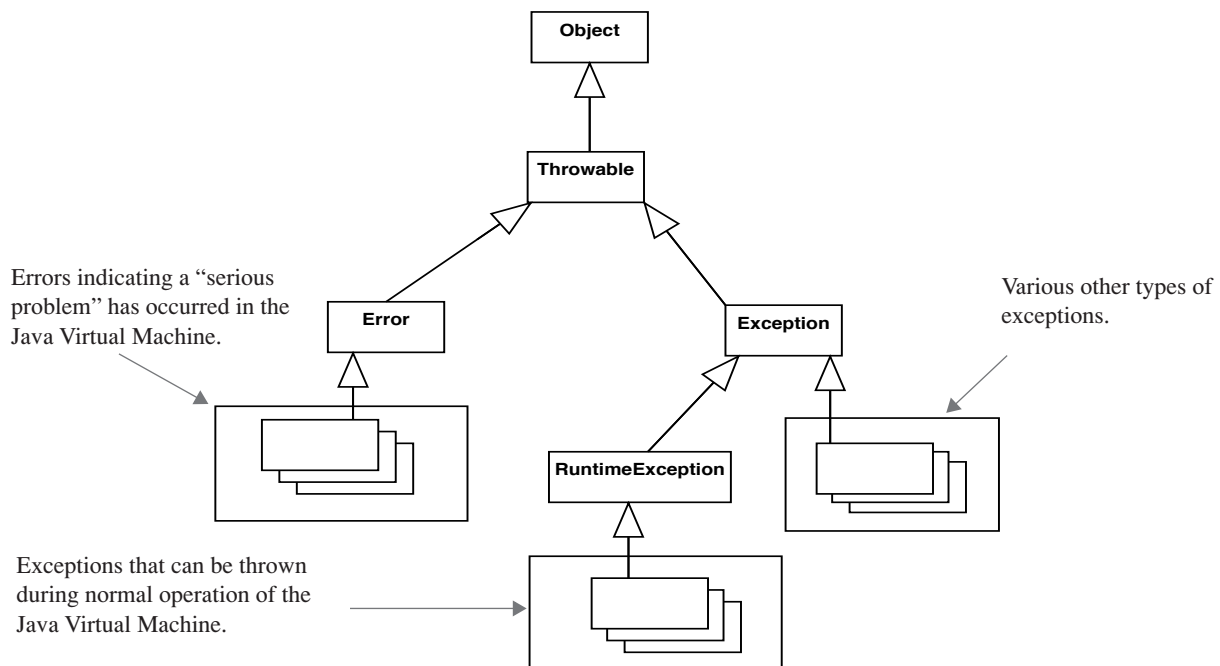 Object
Throwable
Errors indicating a “serious
problem” has occurred in the
Java Virtual Machine.
Error
Exception
Various other types of
exceptions.
RuntimeException
Exceptions that can be thrown
during normal operation of the
Java Virtual Machine.